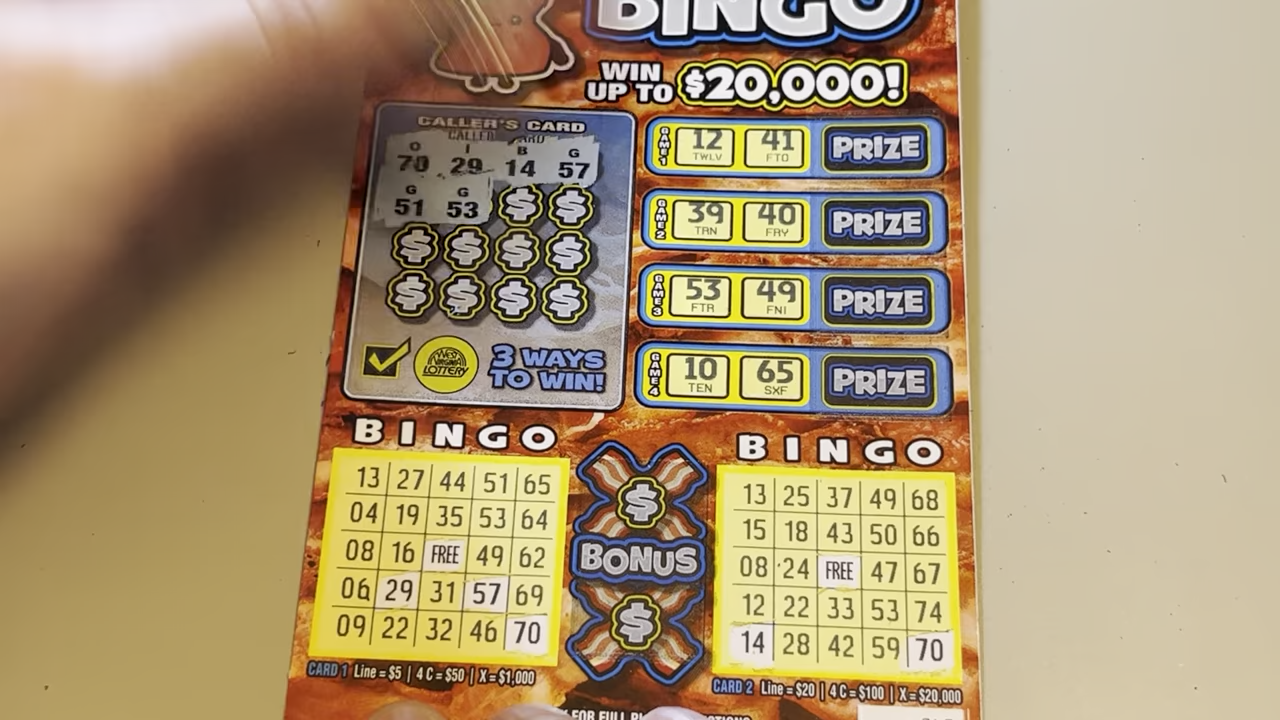 BINGO
WIN UP TO $20,000!
CALLER'S CARD
O I B G
70 29 14 57
G G
51 53
$ $
$ $ $ $
$ $ $ $
WEST VIRGINIA LOTTERY
3 WAYS TO WIN!
GAME 1 12 TWLV 41 FTO PRIZE
GAME 2 39 TRN 40 FRY PRIZE
GAME 3 53 FTR 49 FNI PRIZE
GAME 4 10 TEN 65 SXF PRIZE
BINGO
13 27 44 51 65
04 19 35 53 64
08 16 FREE 49 62
06 29 31 57 69
09 22 32 46 70
CARD 1 Line = $5 | 4 C = $50 | X = $1,000
$
BONUS
$
BINGO
13 25 37 49 68
15 18 43 50 66
08 24 FREE 47 67
12 22 33 53 74
14 28 42 59 70
CARD 2 Line = $20 | 4 C = $100 | X = $20,000
FOR FULL